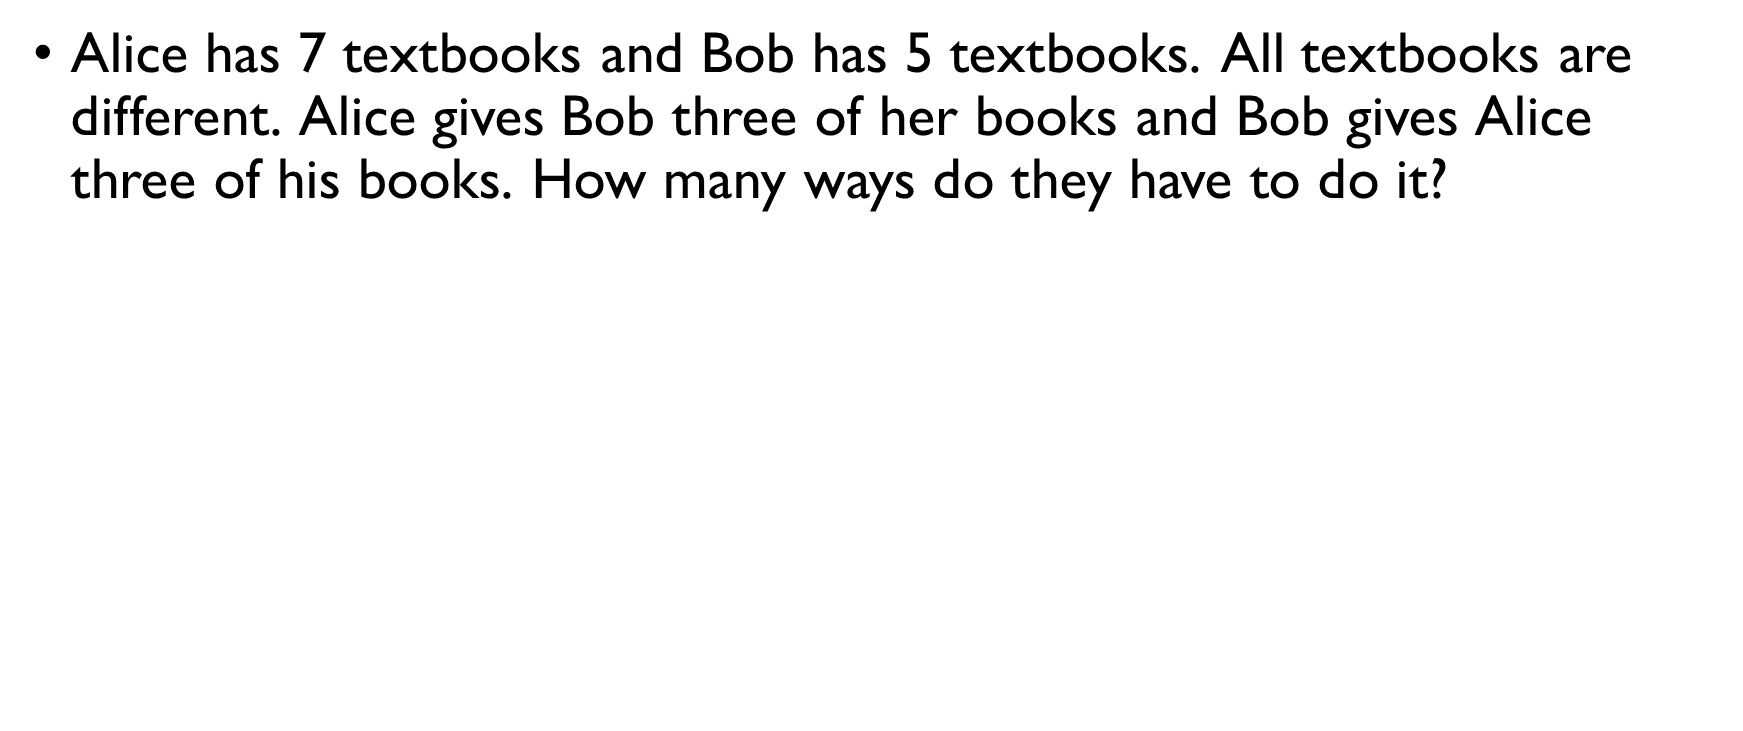 • Alice has 7 textbooks and Bob has 5 textbooks. All textbooks are
different. Alice gives Bob three of her books and Bob gives Alice
three of his books. How many ways do they have to do it?